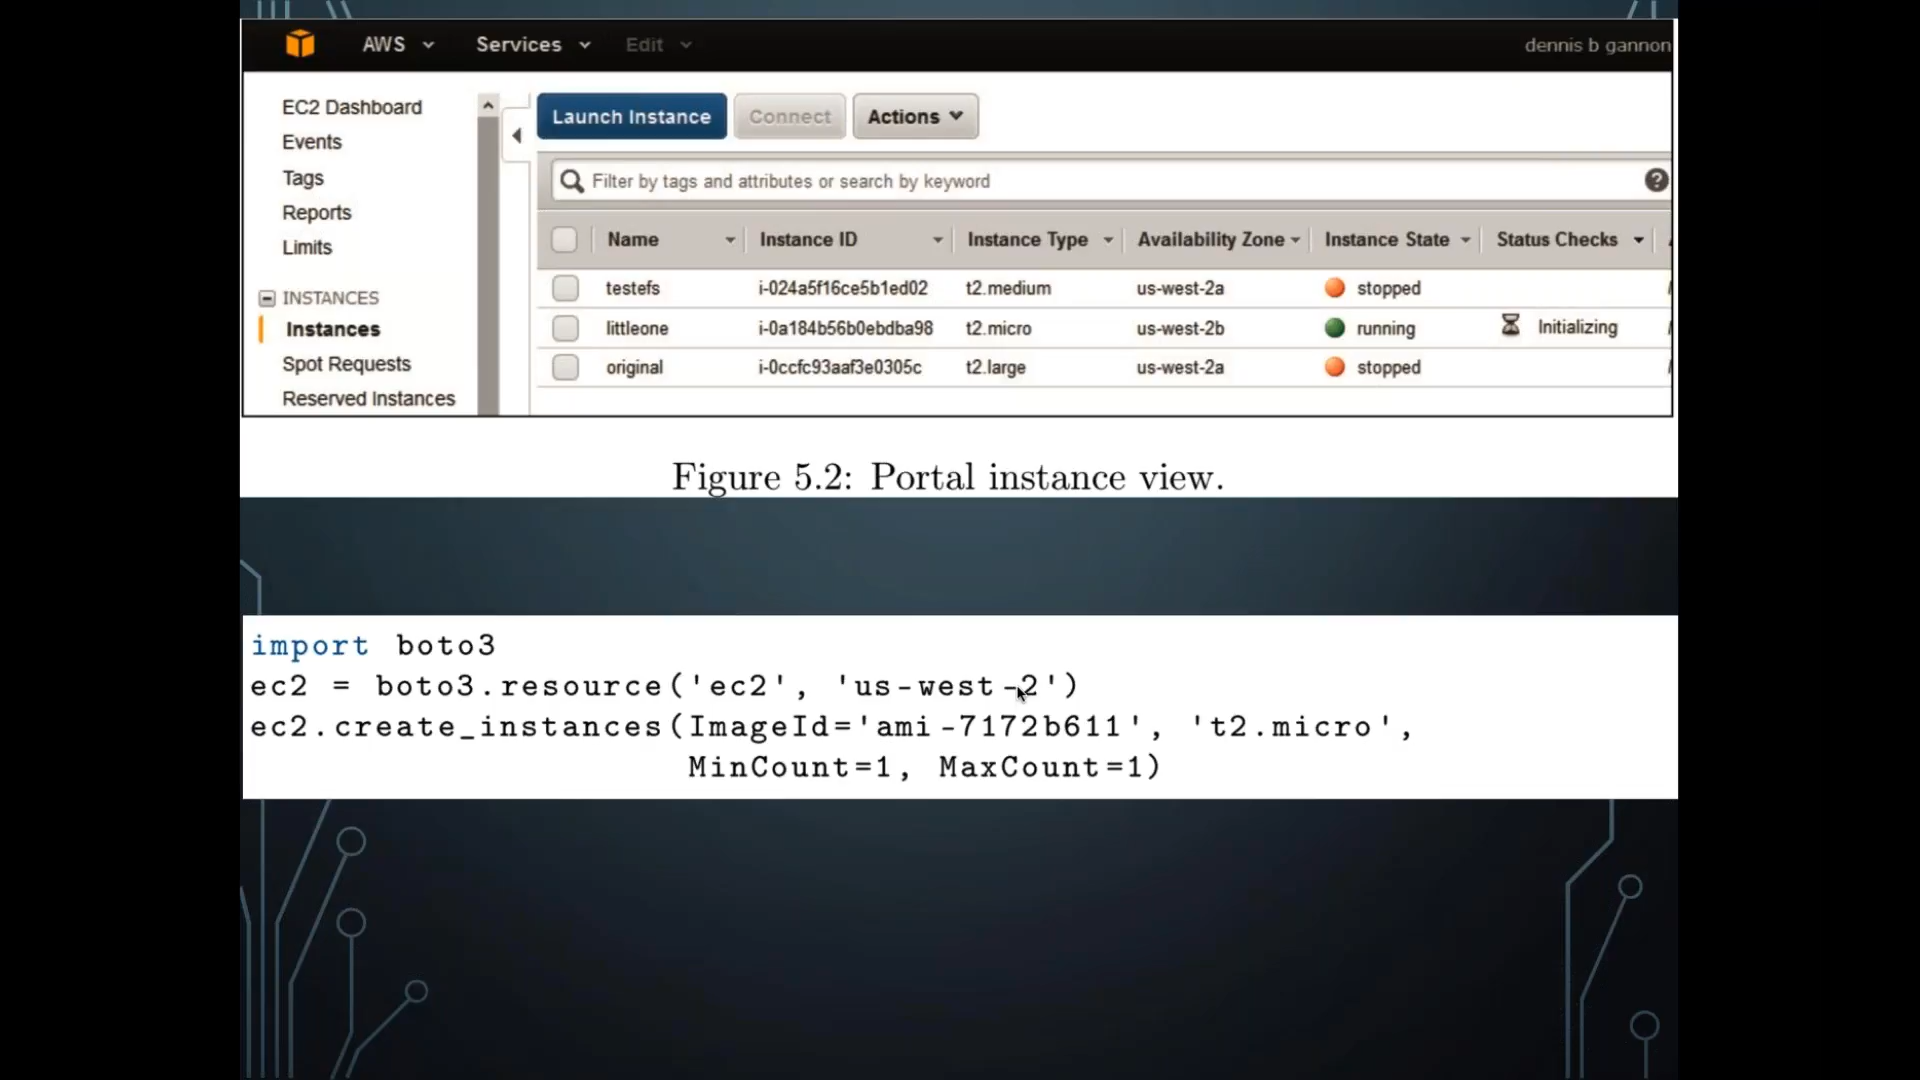 AWS Services Edit dennis b gannon
EC2 Dashboard
Events
Tags
Reports
Limits
INSTANCES
Instances
Spot Requests
Reserved Instances
Launch Instance Connect Actions
Filter by tags and attributes or search by keyword ?
Name Instance ID Instance Type Availability Zone Instance State Status Checks
testefs i-024a5f16ce5b1ed02 t2.medium us-west-2a stopped
littleone i-0a184b56b0ebdba98 t2.micro us-west-2b running Initializing
original i-0ccfc93aaf3e0305c t2.large us-west-2a stopped
Figure 5.2: Portal instance view.
import boto3
ec2 = boto3.resource('ec2', 'us-west-2')
ec2.create_instances(ImageId='ami-7172b611', 't2.micro',
MinCount=1, MaxCount=1)